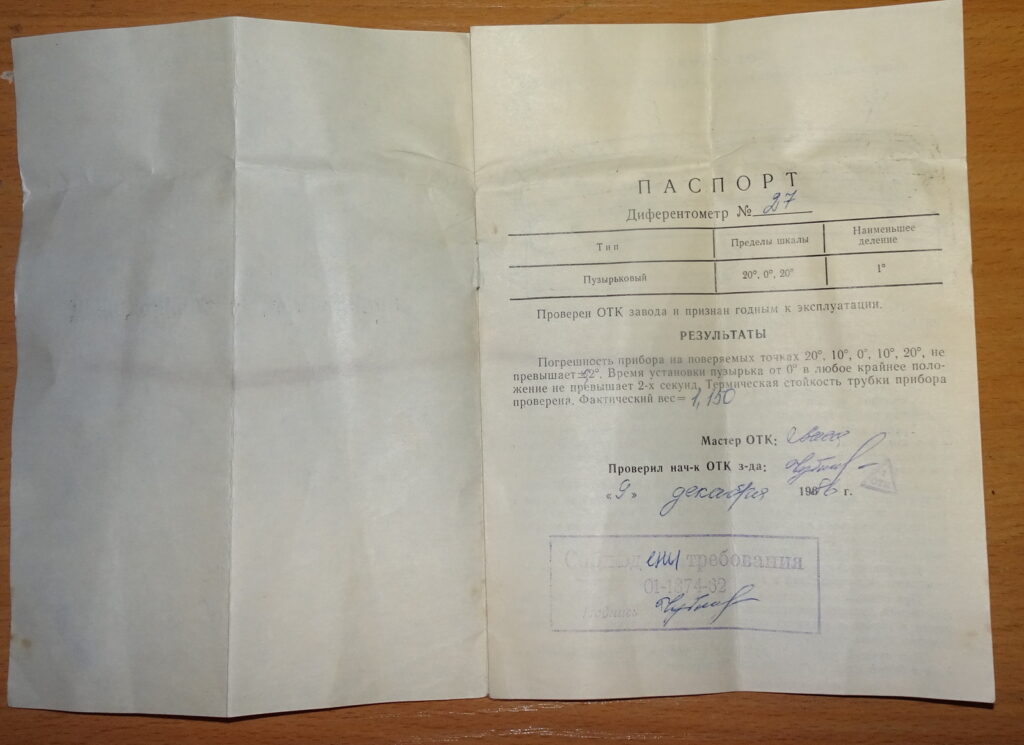 ПАСПОРТ
Диферентометр № 27
Тип Пределы шкалы Наименьшее деление
Пузырьковый 20°, 0°, 20° 1°
Проверен ОТК завода и признан годным к эксплуатации.
РЕЗУЛЬТАТЫ
Погрешность прибора на поверяемых точках 20°, 10°, 0°, 10°, 20°, не
превышает 2°. Время установки пузырька от 0° в любое крайнее поло-
жение не превышает 2-х секунд. Термическая стойкость трубки прибора
проверена. Фактический вес = 1,150
Мастер ОТК:
Проверил нач-к ОТК з-да:
«9» декабря 198 г.
требования
Подпись